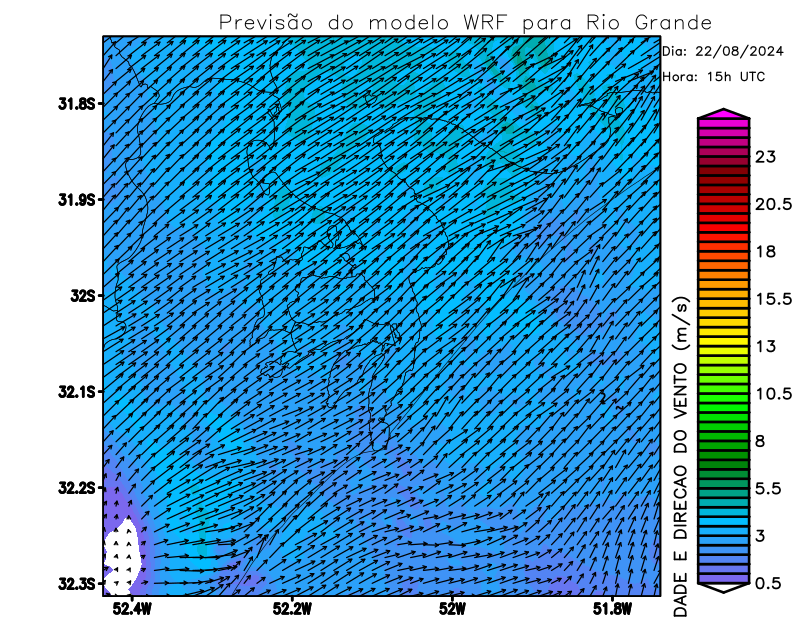 Previsão do modelo WRF para Rio Grande
Dia: 22/08/2024
Hora: 15h UTC
31.8S
31.9S
32S
32.1S
32.2S
32.3S
52.4W
52.2W
52W
51.8W
23
20.5
18
15.5
13
10.5
8
5.5
3
0.5
DADE E DIRECAO DO VENTO (m/s)